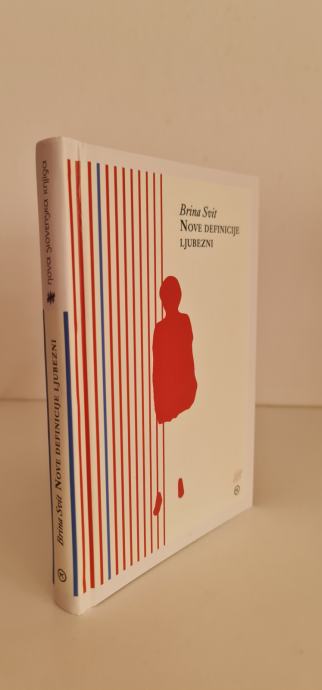 Brina Svit
NOVE DEFINICIJE
LJUBEZNI
Brina Svit NOVE DEFINICIJE LJUBEZNI
nova slovenska knjiga